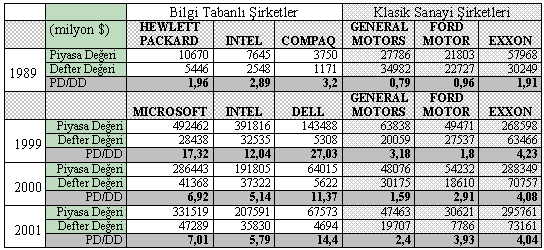 Bilgi Tabanlı Şirketler Klasik Sanayi Şirketleri
(milyon $) HEWLETT PACKARD INTEL COMPAQ GENERAL MOTORS FORD MOTOR EXXON
1989
Piyasa Değeri 10670 7645 3750 27786 21803 57968
Defter Değeri 5446 2548 1171 34982 22727 30249
PD/DD 1,96 2,89 3,2 0,79 0,96 1,91
MICROSOFT INTEL DELL GENERAL MOTORS FORD MOTOR EXXON
1999
Piyasa Değeri 492462 391816 143488 63838 49471 268598
Defter Değeri 28438 32535 5308 20059 27537 63466
PD/DD 17,32 12,04 27,03 3,18 1,8 4,23
2000
Piyasa Değeri 286443 191805 64015 48076 54232 288349
Defter Değeri 41368 37322 5622 30175 18610 70757
PD/DD 6,92 5,14 11,37 1,59 2,91 4,08
2001
Piyasa Değeri 331519 207591 67573 47463 30621 295761
Defter Değeri 47289 35830 4694 19707 7786 73161
PD/DD 7,01 5,79 14,4 2,4 3,93 4,04